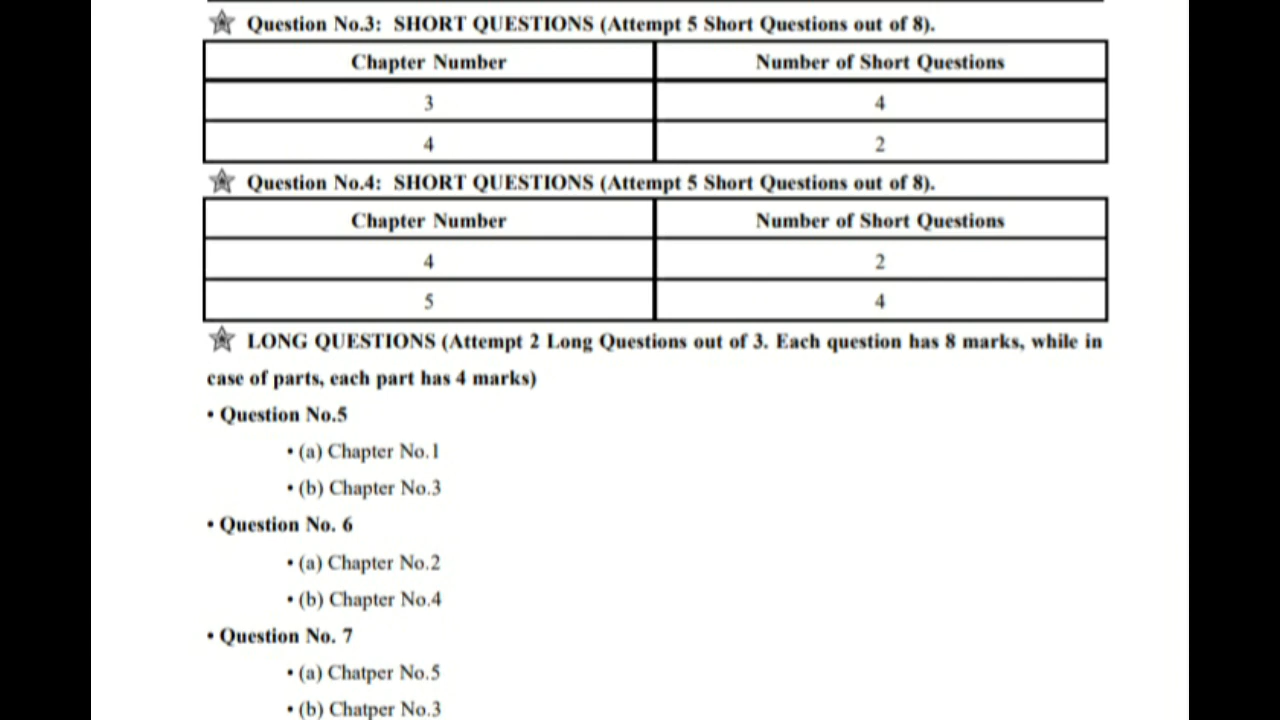 Question No.3: SHORT QUESTIONS (Attempt 5 Short Questions out of 8).
Chapter Number Number of Short Questions
3 4
4 2
Question No.4: SHORT QUESTIONS (Attempt 5 Short Questions out of 8).
Chapter Number Number of Short Questions
4 2
5 4
LONG QUESTIONS (Attempt 2 Long Questions out of 3. Each question has 8 marks, while in
case of parts, each part has 4 marks)
• Question No.5
• (a) Chapter No.1
• (b) Chapter No.3
• Question No. 6
• (a) Chapter No.2
• (b) Chapter No.4
• Question No. 7
• (a) Chatper No.5
• (b) Chatper No.3